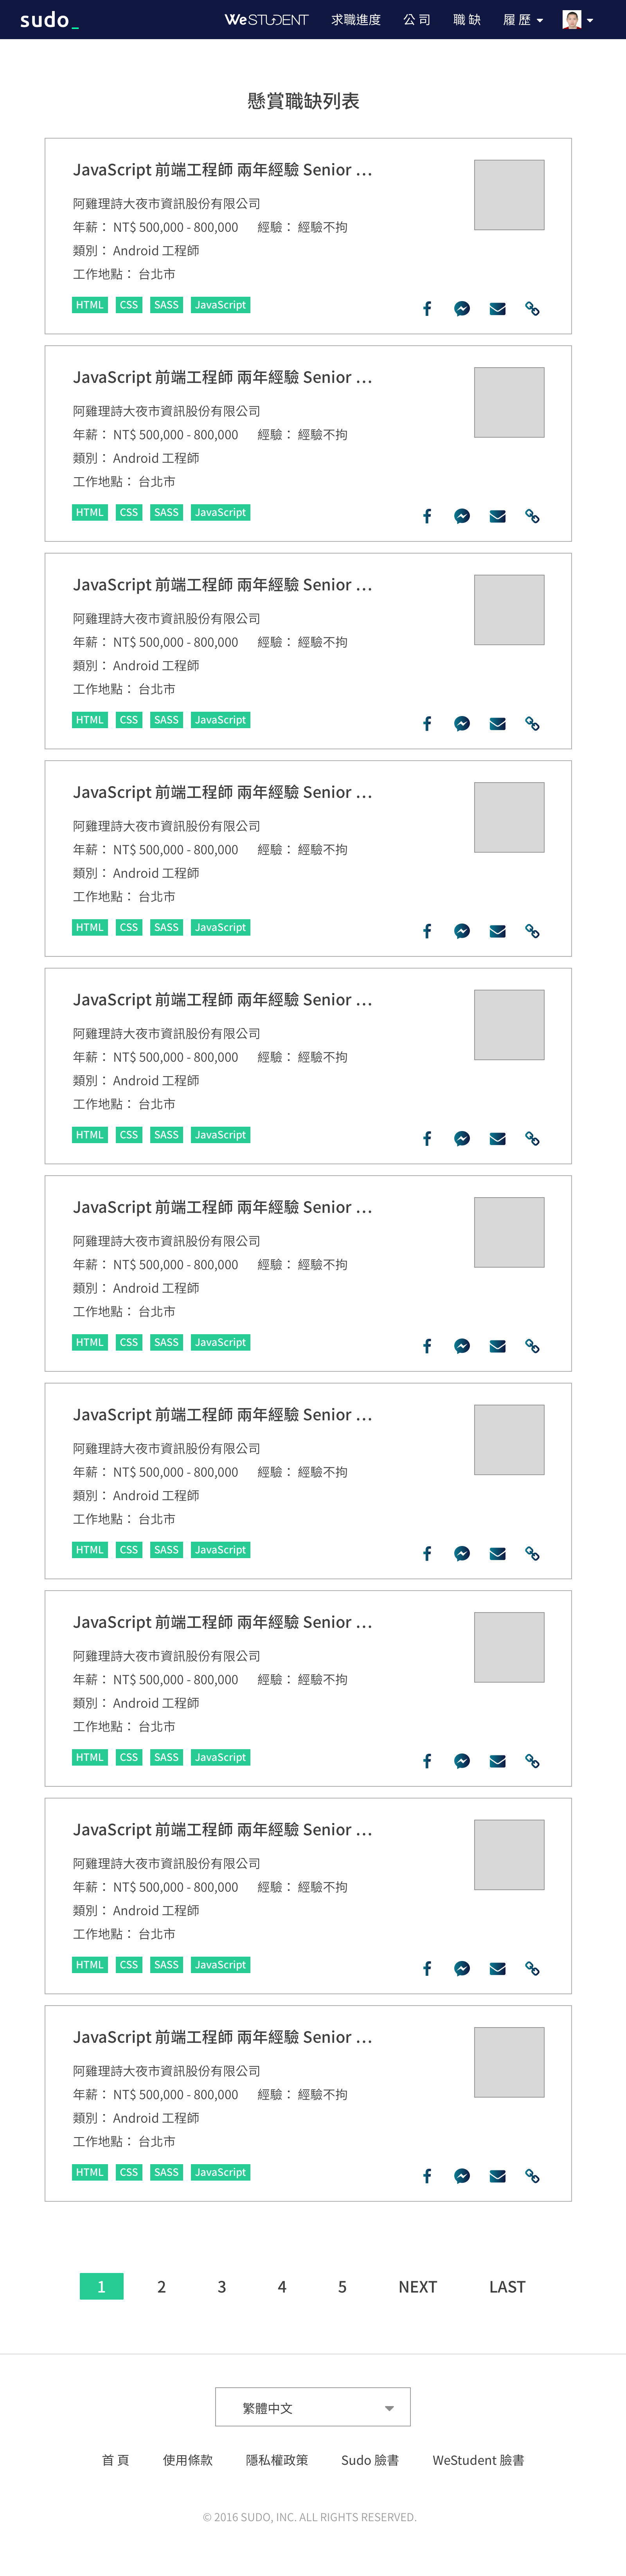 sudo_ WeSTUDENT 求職進度 公司 職缺 履歷
懸賞職缺列表
JavaScript 前端工程師 兩年經驗 Senior ...
阿雞理詩大夜市資訊股份有限公司
年薪： NT$ 500,000 - 800,000 經驗： 經驗不拘
類別： Android 工程師
工作地點： 台北市
HTML CSS SASS JavaScript
JavaScript 前端工程師 兩年經驗 Senior ...
阿雞理詩大夜市資訊股份有限公司
年薪： NT$ 500,000 - 800,000 經驗： 經驗不拘
類別： Android 工程師
工作地點： 台北市
HTML CSS SASS JavaScript
JavaScript 前端工程師 兩年經驗 Senior ...
阿雞理詩大夜市資訊股份有限公司
年薪： NT$ 500,000 - 800,000 經驗： 經驗不拘
類別： Android 工程師
工作地點： 台北市
HTML CSS SASS JavaScript
JavaScript 前端工程師 兩年經驗 Senior ...
阿雞理詩大夜市資訊股份有限公司
年薪： NT$ 500,000 - 800,000 經驗： 經驗不拘
類別： Android 工程師
工作地點： 台北市
HTML CSS SASS JavaScript
JavaScript 前端工程師 兩年經驗 Senior ...
阿雞理詩大夜市資訊股份有限公司
年薪： NT$ 500,000 - 800,000 經驗： 經驗不拘
類別： Android 工程師
工作地點： 台北市
HTML CSS SASS JavaScript
JavaScript 前端工程師 兩年經驗 Senior ...
阿雞理詩大夜市資訊股份有限公司
年薪： NT$ 500,000 - 800,000 經驗： 經驗不拘
類別： Android 工程師
工作地點： 台北市
HTML CSS SASS JavaScript
JavaScript 前端工程師 兩年經驗 Senior ...
阿雞理詩大夜市資訊股份有限公司
年薪： NT$ 500,000 - 800,000 經驗： 經驗不拘
類別： Android 工程師
工作地點： 台北市
HTML CSS SASS JavaScript
JavaScript 前端工程師 兩年經驗 Senior ...
阿雞理詩大夜市資訊股份有限公司
年薪： NT$ 500,000 - 800,000 經驗： 經驗不拘
類別： Android 工程師
工作地點： 台北市
HTML CSS SASS JavaScript
JavaScript 前端工程師 兩年經驗 Senior ...
阿雞理詩大夜市資訊股份有限公司
年薪： NT$ 500,000 - 800,000 經驗： 經驗不拘
類別： Android 工程師
工作地點： 台北市
HTML CSS SASS JavaScript
JavaScript 前端工程師 兩年經驗 Senior ...
阿雞理詩大夜市資訊股份有限公司
年薪： NT$ 500,000 - 800,000 經驗： 經驗不拘
類別： Android 工程師
工作地點： 台北市
HTML CSS SASS JavaScript
1 2 3 4 5 NEXT LAST
繁體中文
首頁 使用條款 隱私權政策 Sudo 臉書 WeStudent 臉書
© 2016 SUDO, INC. ALL RIGHTS RESERVED.